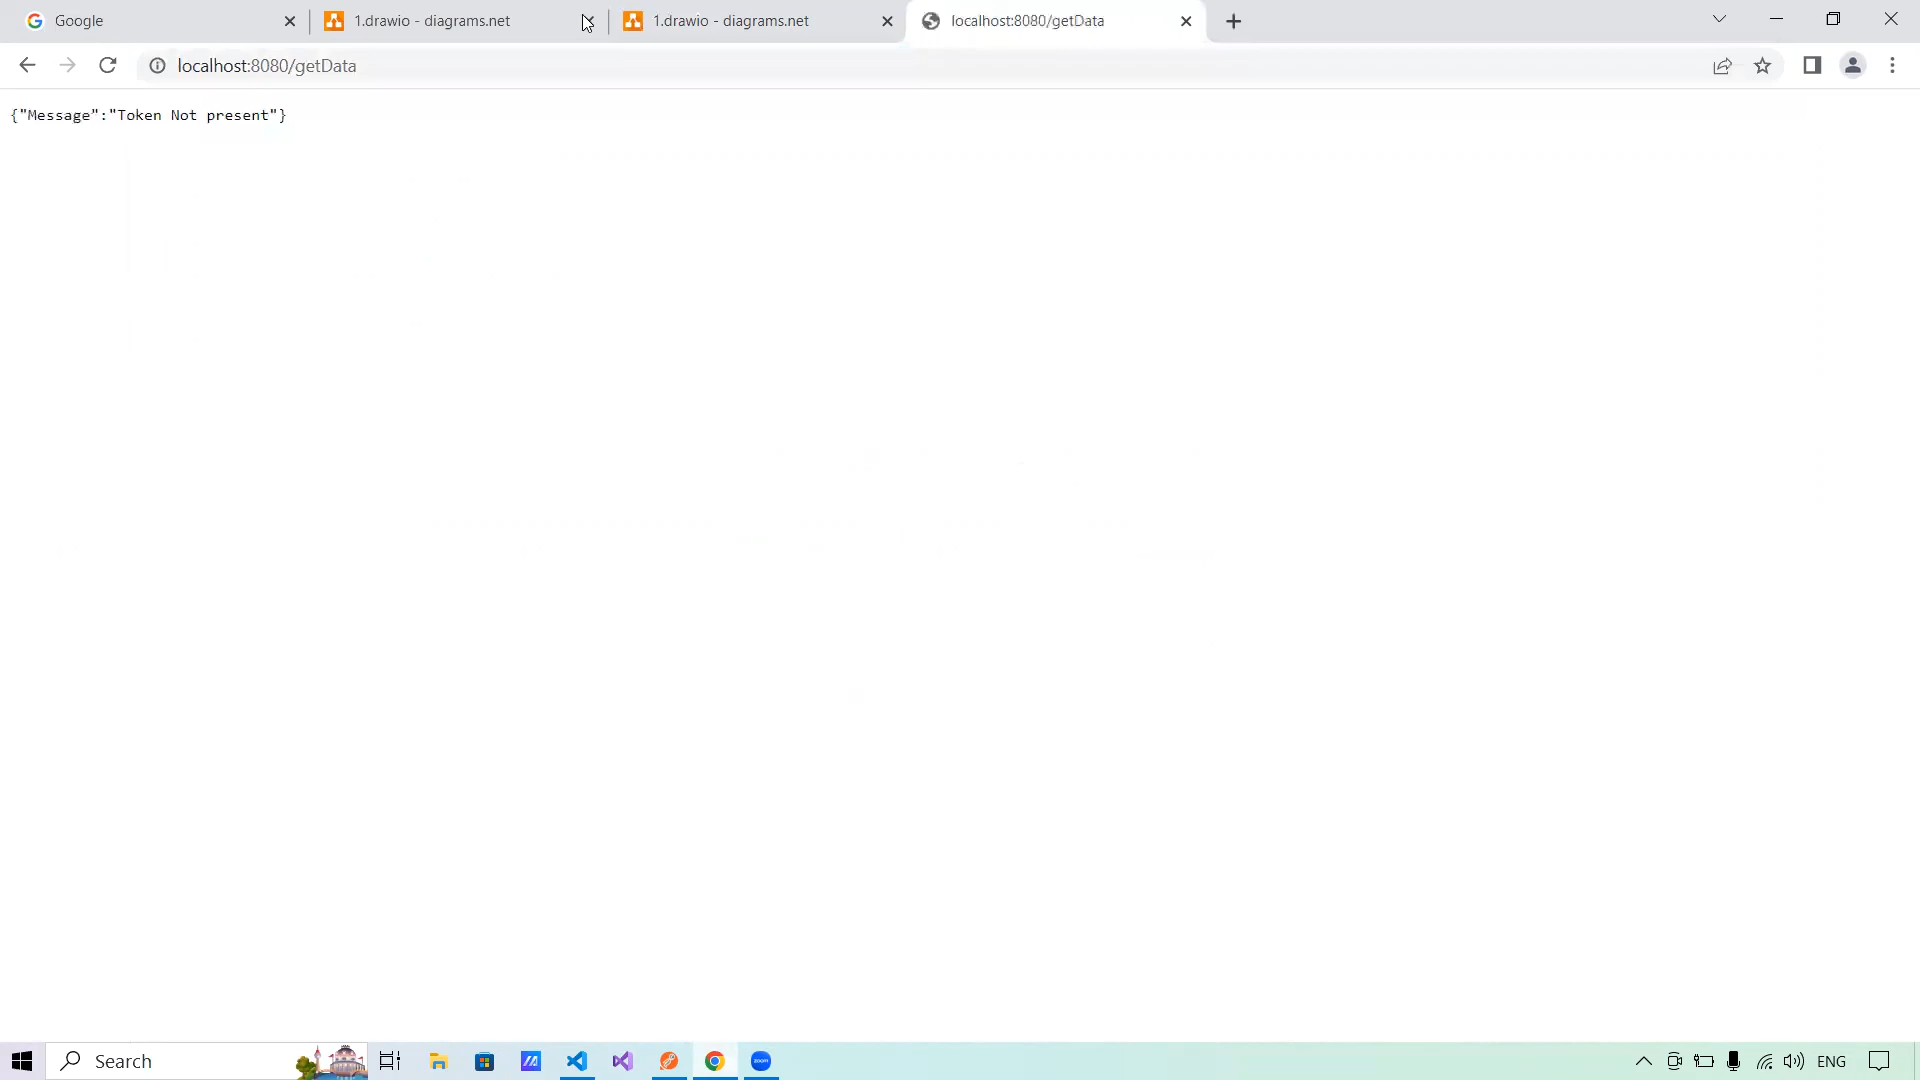 Google
1.drawio - diagrams.net
1.drawio - diagrams.net
localhost:8080/getData
localhost:8080/getData
{"Message":"Token Not present"}
Search
zoom
ENG